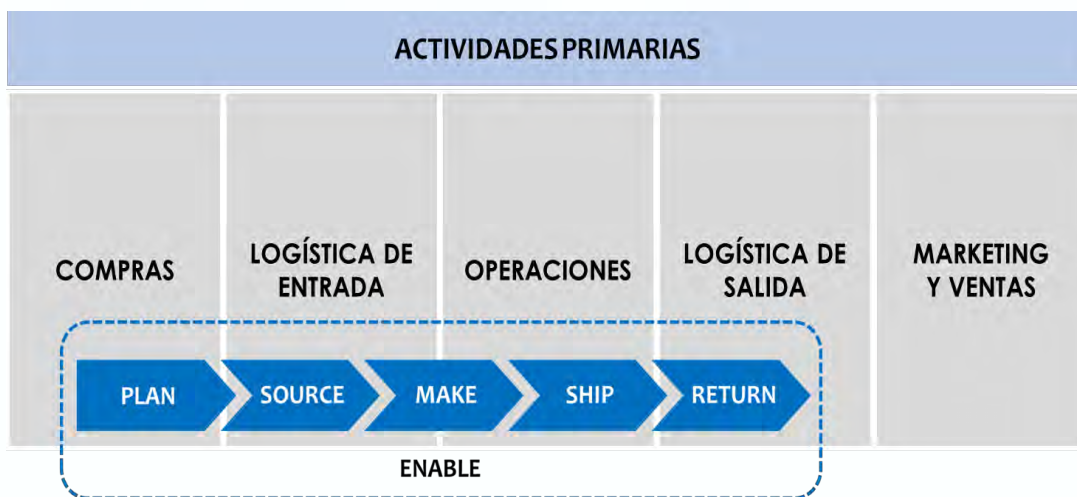 ACTIVIDADES PRIMARIAS
COMPRAS
LOGÍSTICA DE
ENTRADA
OPERACIONES
LOGÍSTICA DE
SALIDA
MARKETING
Y VENTAS
PLAN
SOURCE
MAKE
SHIP
RETURN
ENABLE